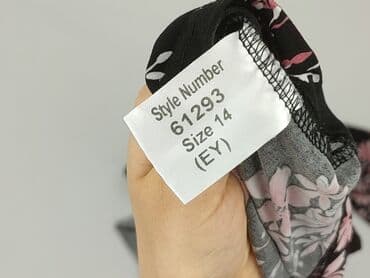 Style Number
61293
Size 14
(EY)